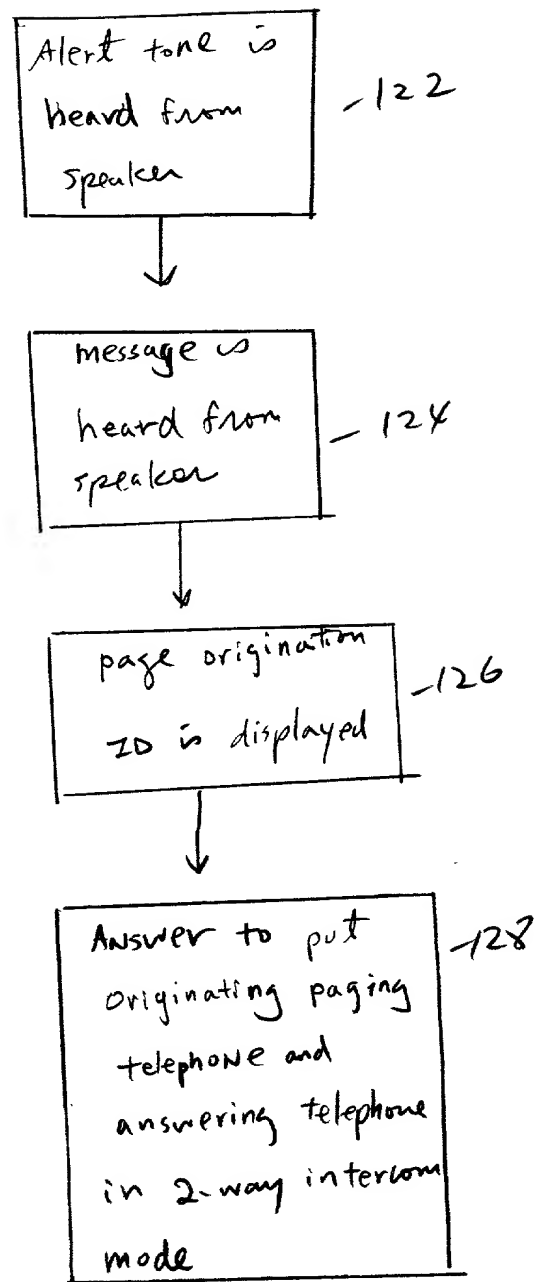 Alert tone is
heard from
speaker
122
message is
heard from
speaker
124
page origination
ID is displayed
126
Answer to put
originating paging
telephone and
answering telephone
in 2-way intercom
mode
128